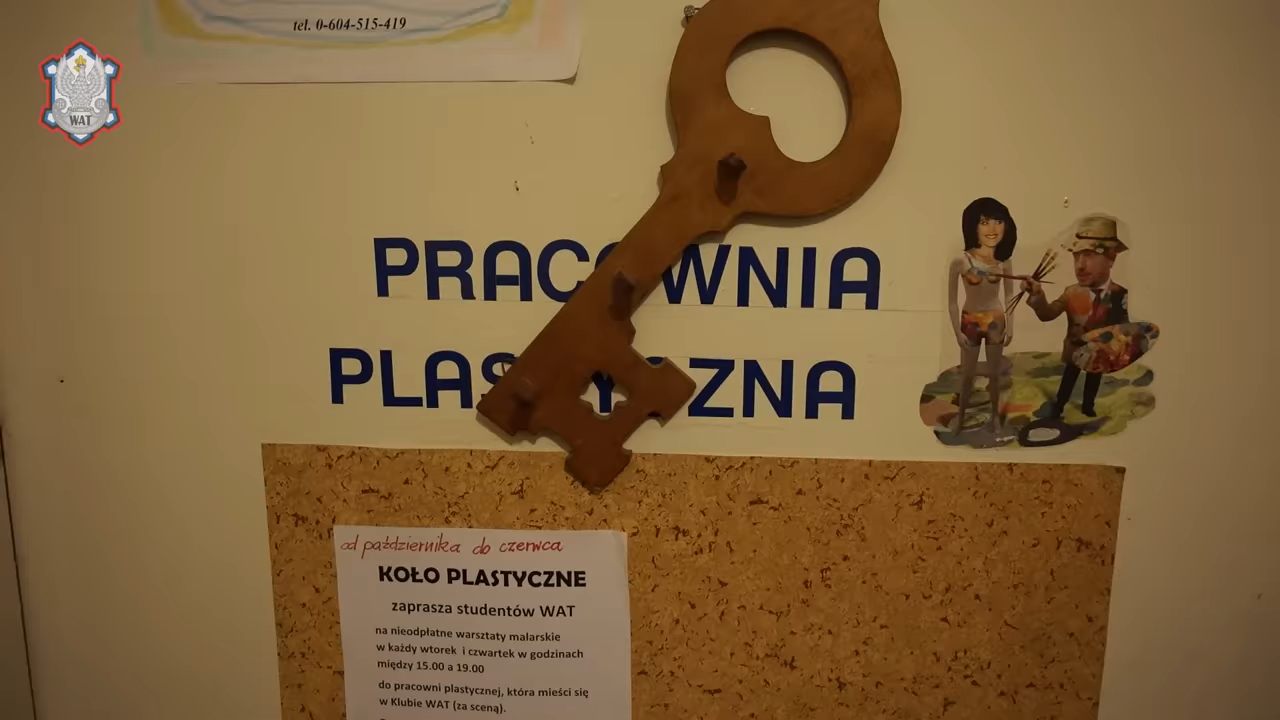 tel. 0-604-515-419
WAT
PRACOWNIA
PLASTYCZNA
od października do czerwca
KOŁO PLASTYCZNE
zaprasza studentów WAT
na nieodpłatne warsztaty malarskie
w każdy wtorek i czwartek w godzinach
między 15.00 a 19.00
do pracowni plastycznej, która mieści się
w Klubie WAT (za sceną).